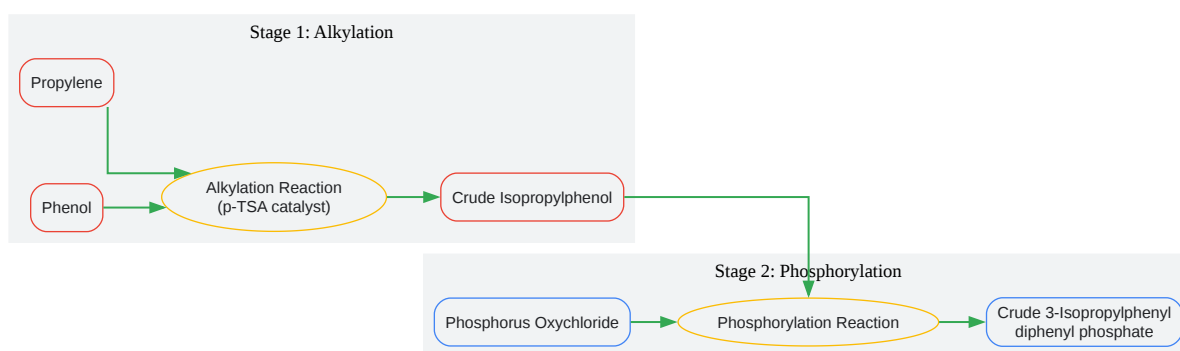 Stage 1: Alkylation
Propylene
Phenol
Alkylation Reaction
(p-TSA catalyst)
Crude Isopropylphenol
Stage 2: Phosphorylation
Phosphorus Oxychloride
Phosphorylation Reaction
Crude 3-Isopropylphenyl
diphenyl phosphate